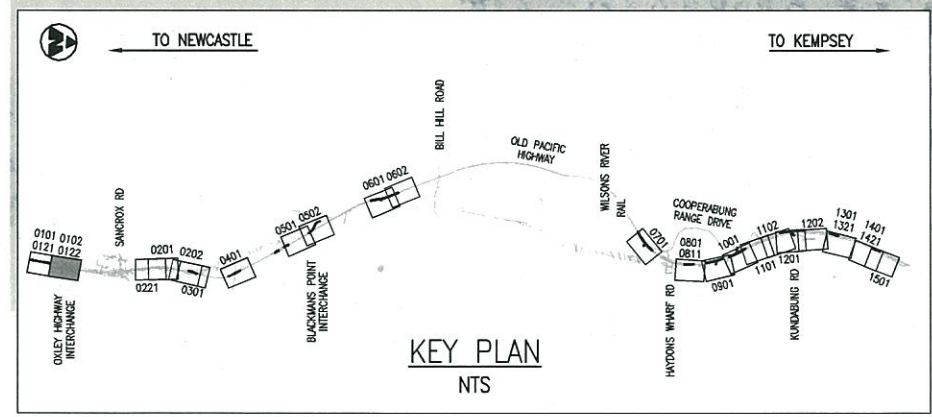 TO NEWCASTLE
TO KEMPSEY
BILL HILL ROAD
OLD PACIFIC
HIGHWAY
WILSONS RIVER
RAIL
COOPERABUNG
RANGE DRIVE
SANCROX RD
0101 0102
0121 0122
0201
0202
0221
0301
0401
0501
0502
0601
0602
0701
0801
0811
0901
1001
1101
1102
1201
1202
1301
1321
1401
1421
1501
OXLEY HIGHWAY
INTERCHANGE
BLACKMANS POINT
INTERCHANGE
HAYDONS WHARF RD
KUNDABUNG RD
KEY PLAN
NTS